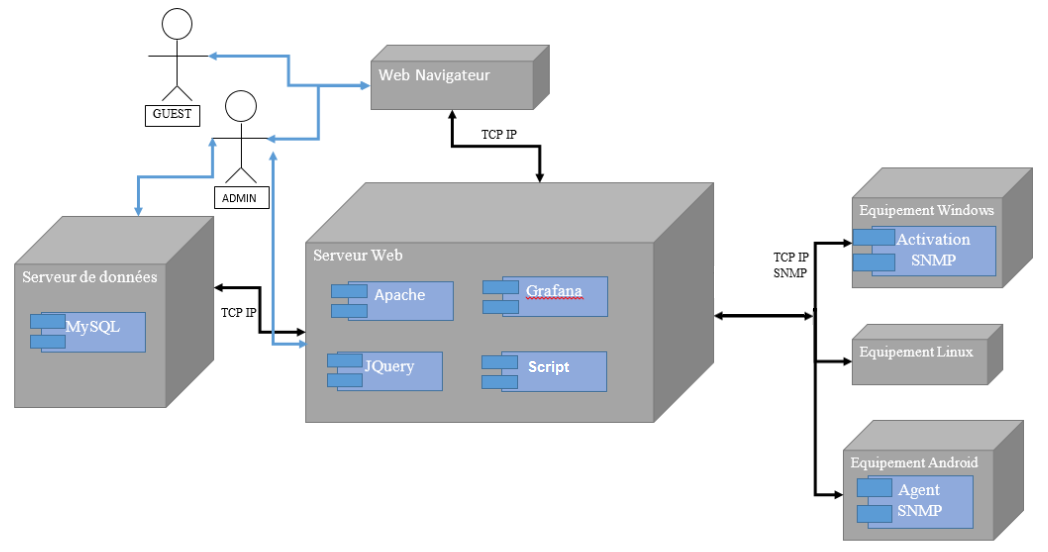 GUEST
ADMIN
Web Navigateur
TCP IP
Serveur de données
MySQL
TCP IP
Serveur Web
Apache
Grafana
JQuery
Script
TCP IP
SNMP
Equipement Windows
Activation
SNMP
Equipement Linux
Equipement Android
Agent
SNMP